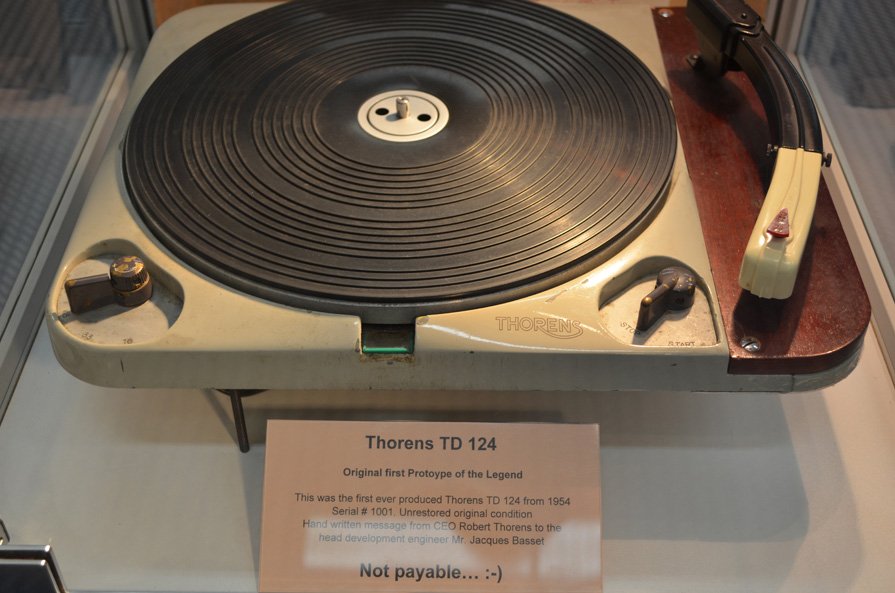 33 78
THORENS
STOP
START
Thorens TD 124
Original first Protoype of the Legend
This was the first ever produced Thorens TD 124 from 1954
Serial # 1001. Unrestored original condition
Hand written message from CEO Robert Thorens to the
head development engineer Mr. Jacques Basset
Not payable… :-)